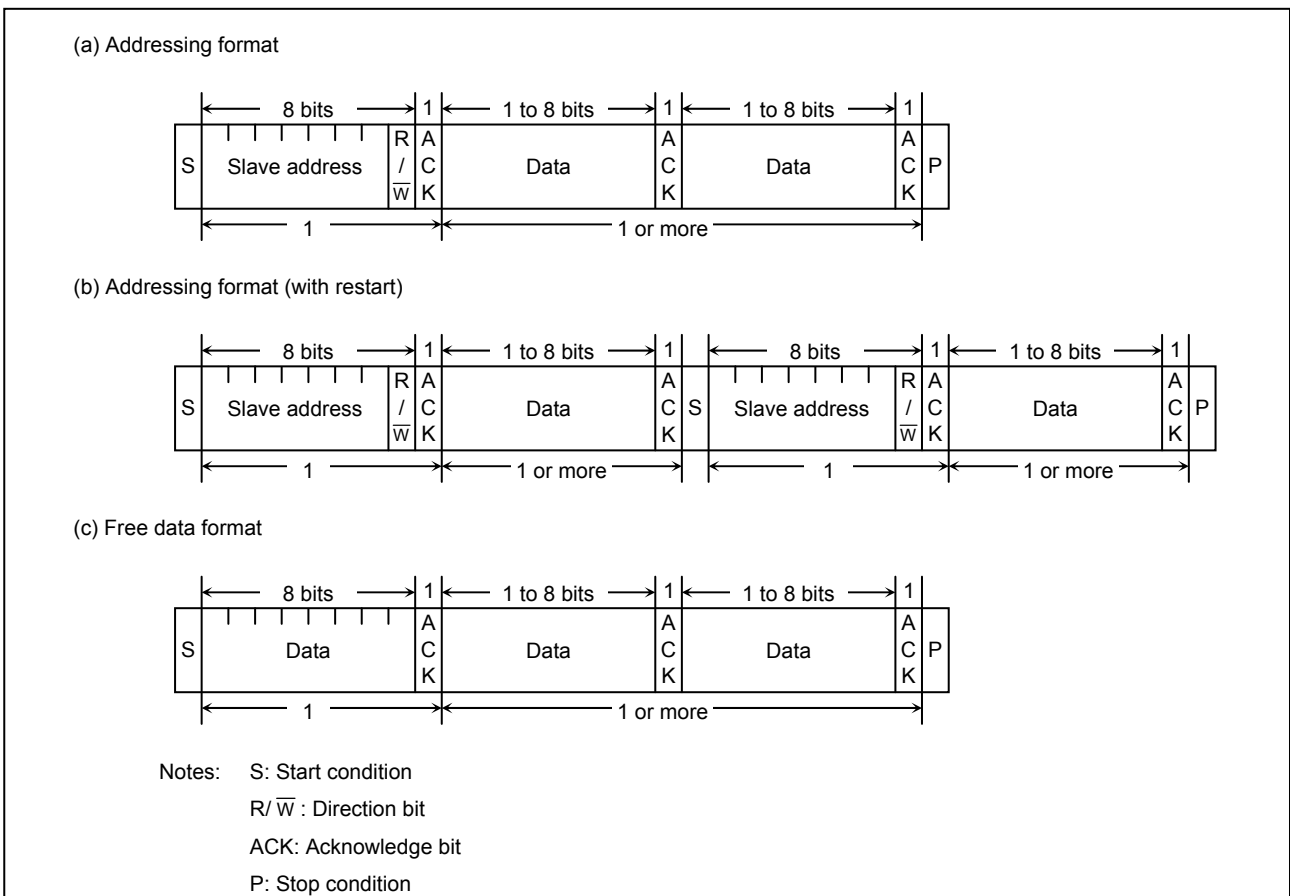 (a) Addressing format
8 bits 1 1 to 8 bits 1 1 to 8 bits 1
S Slave address R/W̅ ACK Data ACK Data ACK P
1 1 or more
(b) Addressing format (with restart)
8 bits 1 1 to 8 bits 1 8 bits 1 1 to 8 bits 1
S Slave address R/W̅ ACK Data ACK S Slave address R/W̅ ACK Data ACK P
1 1 or more 1 1 or more
(c) Free data format
8 bits 1 1 to 8 bits 1 1 to 8 bits 1
S Data ACK Data ACK Data ACK P
1 1 or more
Notes: S: Start condition
R/ W̅ : Direction bit
ACK: Acknowledge bit
P: Stop condition